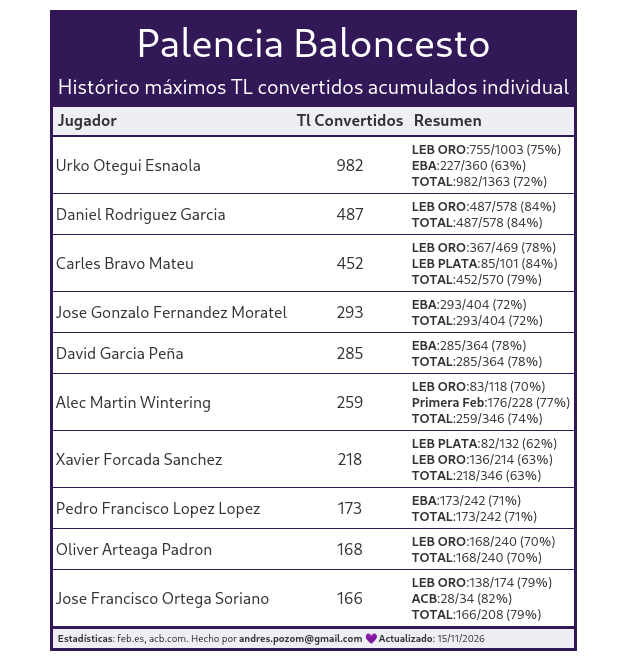 Palencia Baloncesto
Histórico máximos TL convertidos acumulados individual
Jugador Tl Convertidos Resumen
Urko Otegui Esnaola 982 LEB ORO:755/1003 (75%)
EBA:227/360 (63%)
TOTAL:982/1363 (72%)
Daniel Rodriguez Garcia 487 LEB ORO:487/578 (84%)
TOTAL:487/578 (84%)
Carles Bravo Mateu 452 LEB ORO:367/469 (78%)
LEB PLATA:85/101 (84%)
TOTAL:452/570 (79%)
Jose Gonzalo Fernandez Moratel 293 EBA:293/404 (72%)
TOTAL:293/404 (72%)
David Garcia Peña 285 EBA:285/364 (78%)
TOTAL:285/364 (78%)
Alec Martin Wintering 259 LEB ORO:83/118 (70%)
Primera Feb:176/228 (77%)
TOTAL:259/346 (74%)
Xavier Forcada Sanchez 218 LEB PLATA:82/132 (62%)
LEB ORO:136/214 (63%)
TOTAL:218/346 (63%)
Pedro Francisco Lopez Lopez 173 EBA:173/242 (71%)
TOTAL:173/242 (71%)
Oliver Arteaga Padron 168 LEB ORO:168/240 (70%)
TOTAL:168/240 (70%)
Jose Francisco Ortega Soriano 166 LEB ORO:138/174 (79%)
ACB:28/34 (82%)
TOTAL:166/208 (79%)
Estadísticas: feb.es, acb.com. Hecho por andres.pozom@gmail.com 💜 Actualizado: 15/11/2026